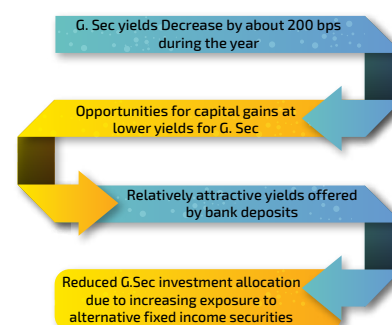 G. Sec yields Decrease by about 200 bps
during the year
Opportunities for capital gains at
lower yields for G. Sec
Relatively attractive yields offered
by bank deposits
Reduced G.Sec investment allocation
due to increasing exposure to
alternative fixed income securities